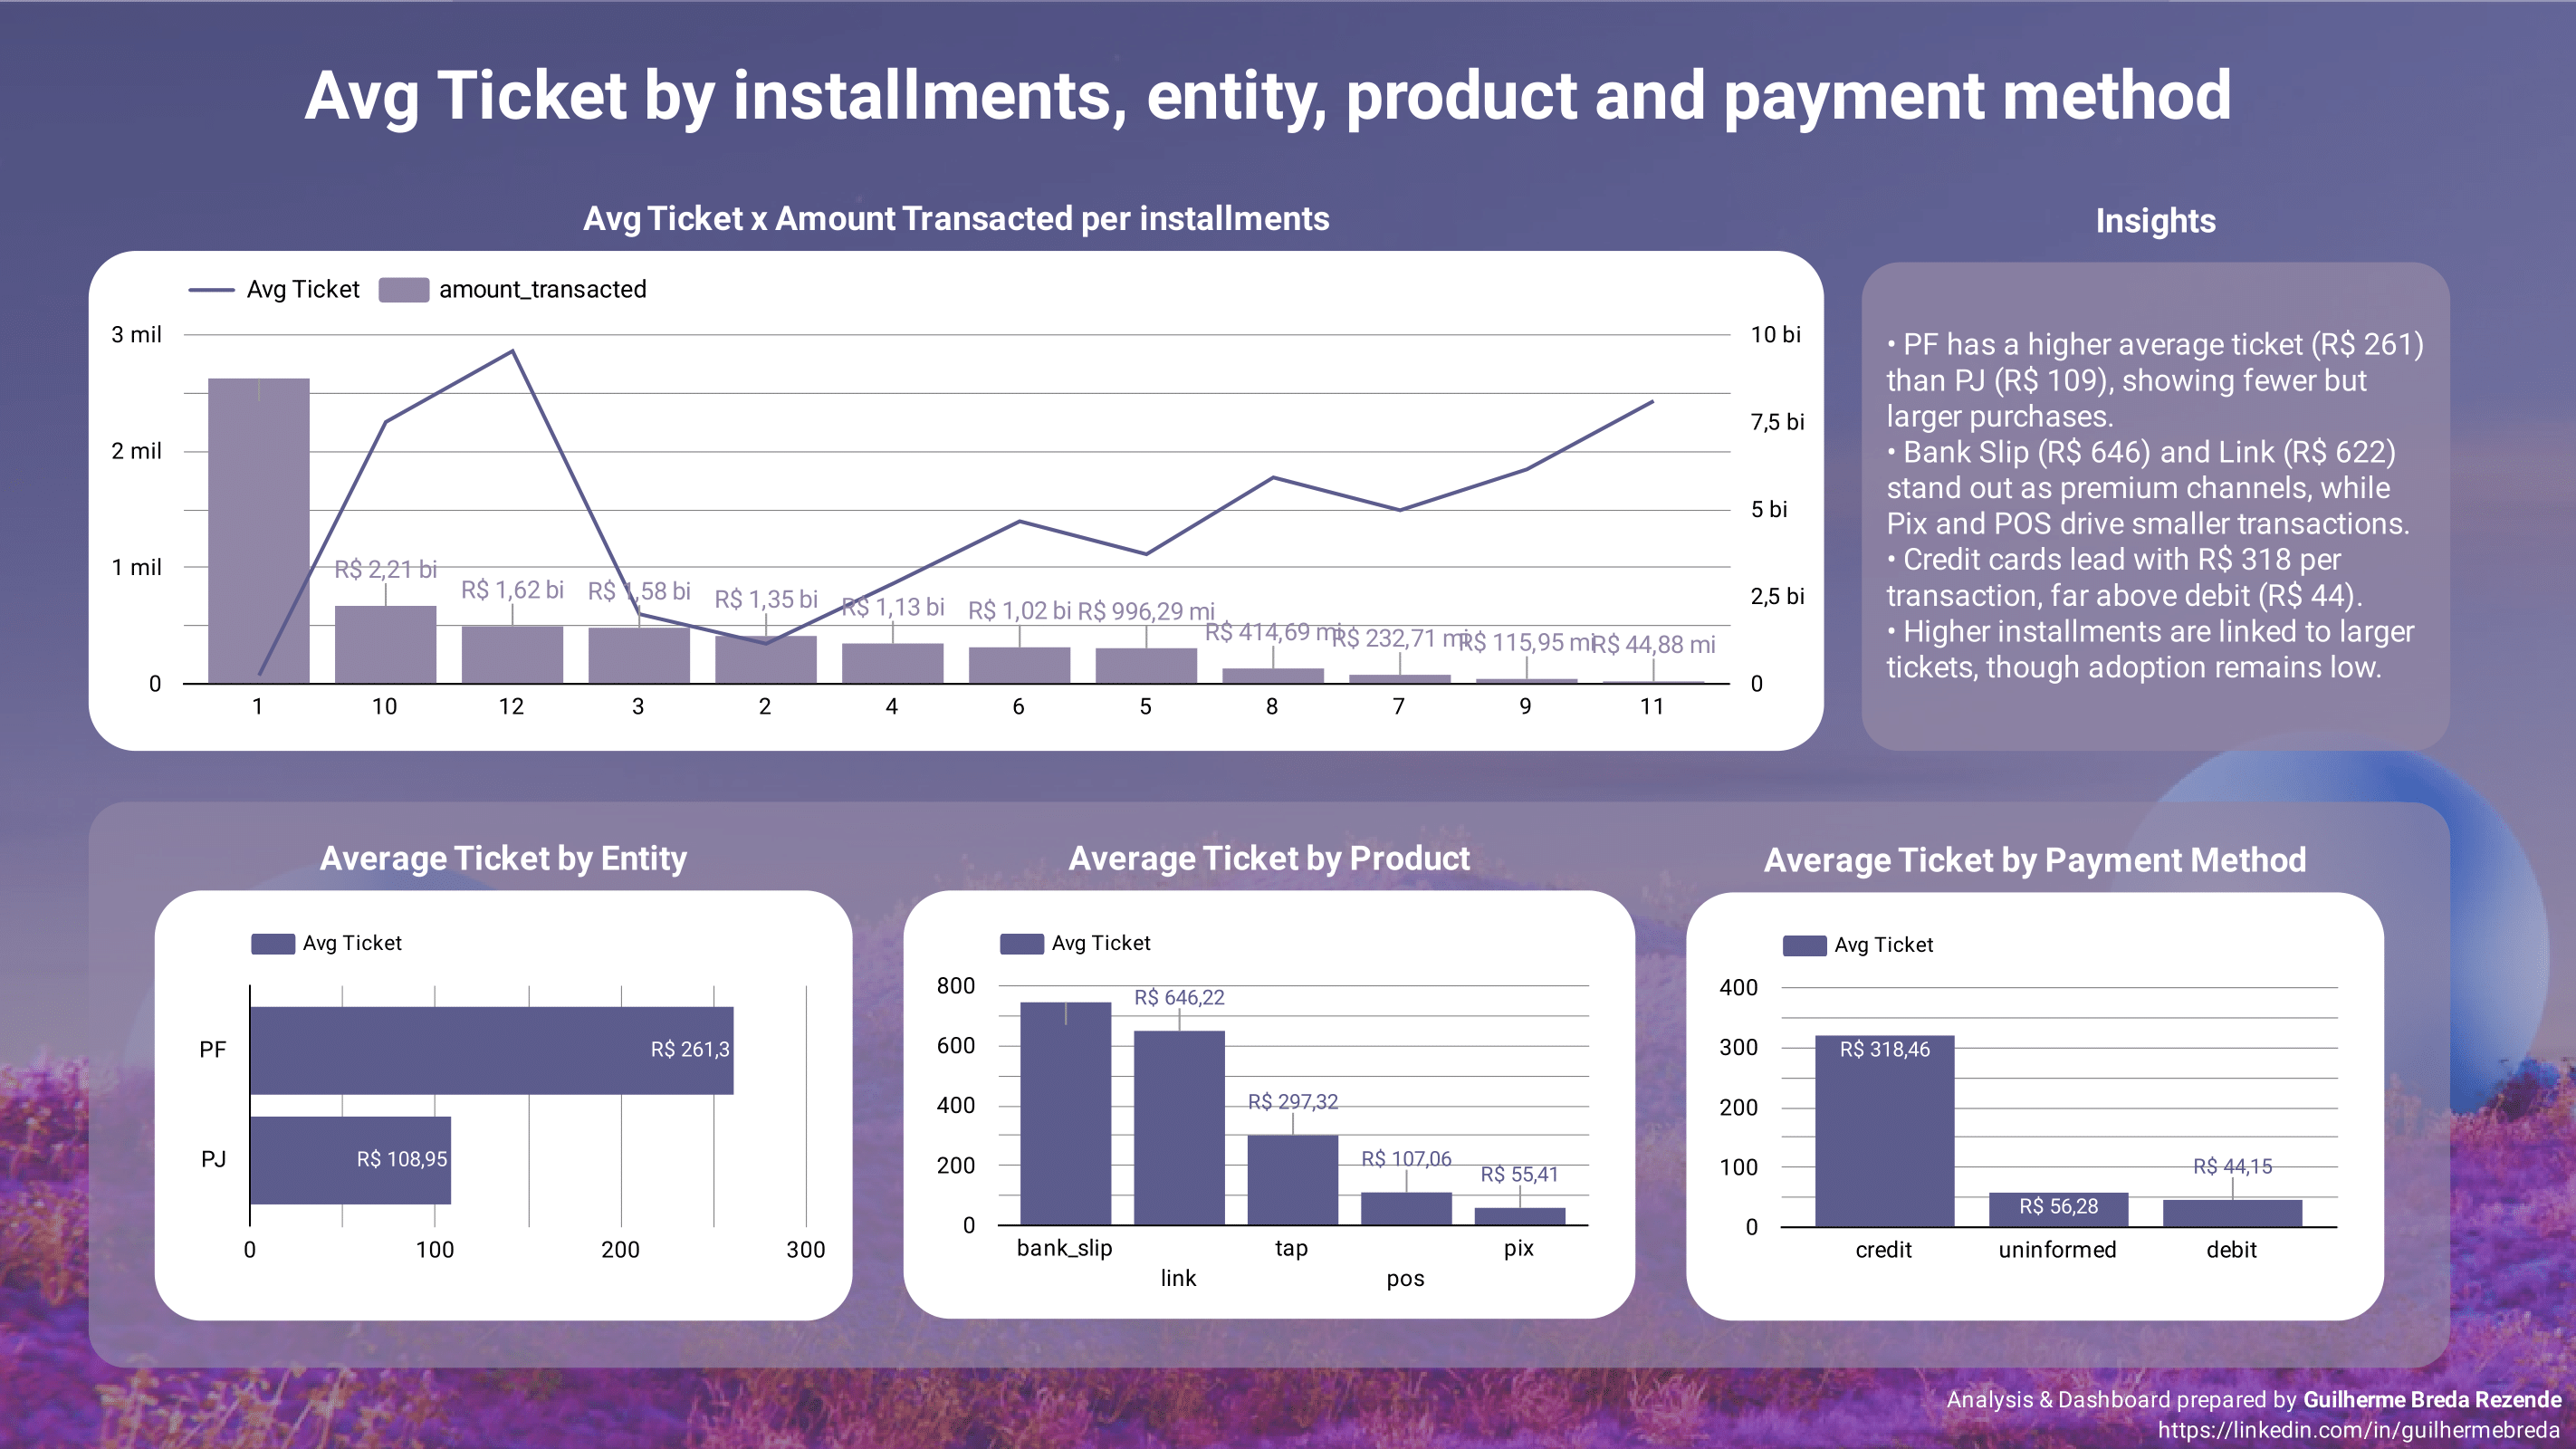 Avg Ticket by installments, entity, product and payment method
Avg Ticket x Amount Transacted per installments
Avg Ticket
amount_transacted
3 mil
2 mil
1 mil
0
10 bi
7,5 bi
5 bi
2,5 bi
0
R$ 2,21 bi
R$ 1,62 bi
R$ 1,58 bi
R$ 1,35 bi
R$ 1,13 bi
R$ 1,02 bi
R$ 996,29 mi
R$ 414,69 mi
R$ 232,71 mi
R$ 115,95 mi
R$ 44,88 mi
1
10
12
3
2
4
6
5
8
7
9
11
Insights
• PF has a higher average ticket (R$ 261)
than PJ (R$ 109), showing fewer but
larger purchases.
• Bank Slip (R$ 646) and Link (R$ 622)
stand out as premium channels, while
Pix and POS drive smaller transactions.
• Credit cards lead with R$ 318 per
transaction, far above debit (R$ 44).
• Higher installments are linked to larger
tickets, though adoption remains low.
Average Ticket by Entity
Avg Ticket
PF
R$ 261,3
PJ
R$ 108,95
0
100
200
300
Average Ticket by Product
Avg Ticket
800
600
400
200
0
R$ 646,22
R$ 297,32
R$ 107,06
R$ 55,41
bank_slip
link
tap
pos
pix
Average Ticket by Payment Method
Avg Ticket
400
300
200
100
0
R$ 318,46
R$ 56,28
R$ 44,15
credit
uninformed
debit
Analysis & Dashboard prepared by Guilherme Breda Rezende
https://linkedin.com/in/guilhermebreda